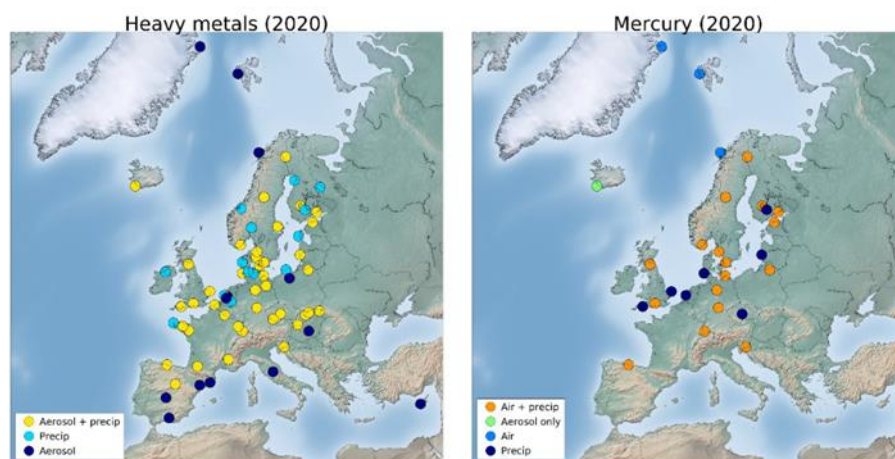 Heavy metals (2020)
Aerosol + precip
Precip
Aerosol
Mercury (2020)
Air + precip
Aerosol only
Air
Precip